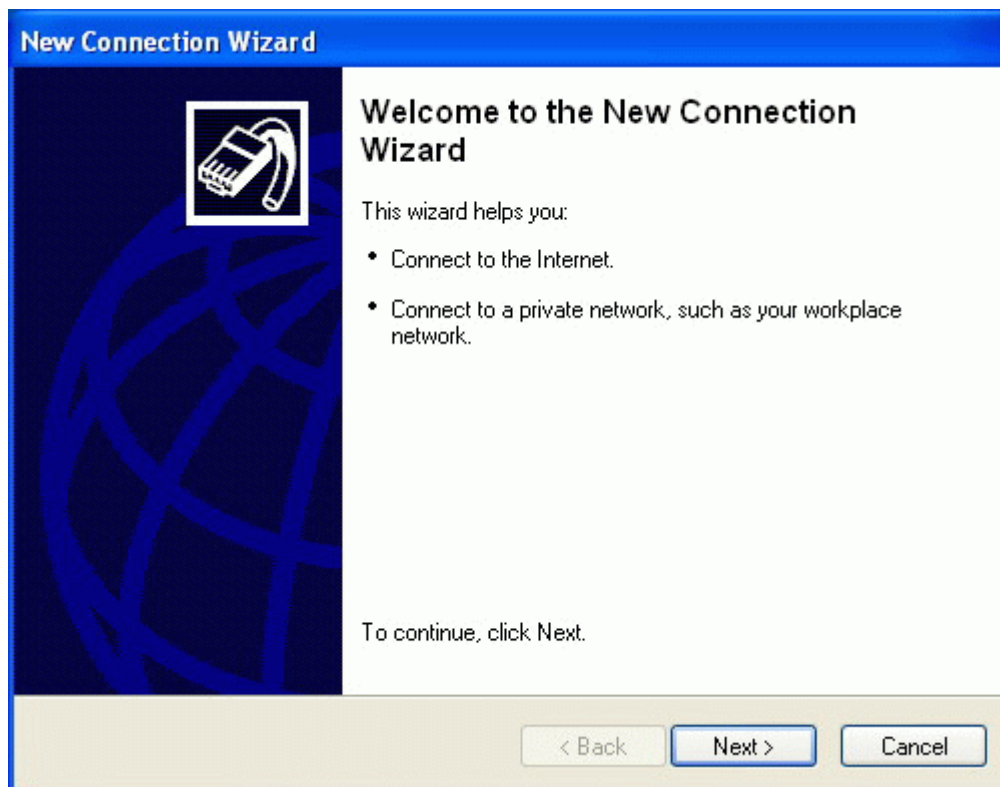 New Connection Wizard
Welcome to the New Connection
Wizard
This wizard helps you:
• Connect to the Internet.
• Connect to a private network, such as your workplace
network.
To continue, click Next.
< Back
Next >
Cancel